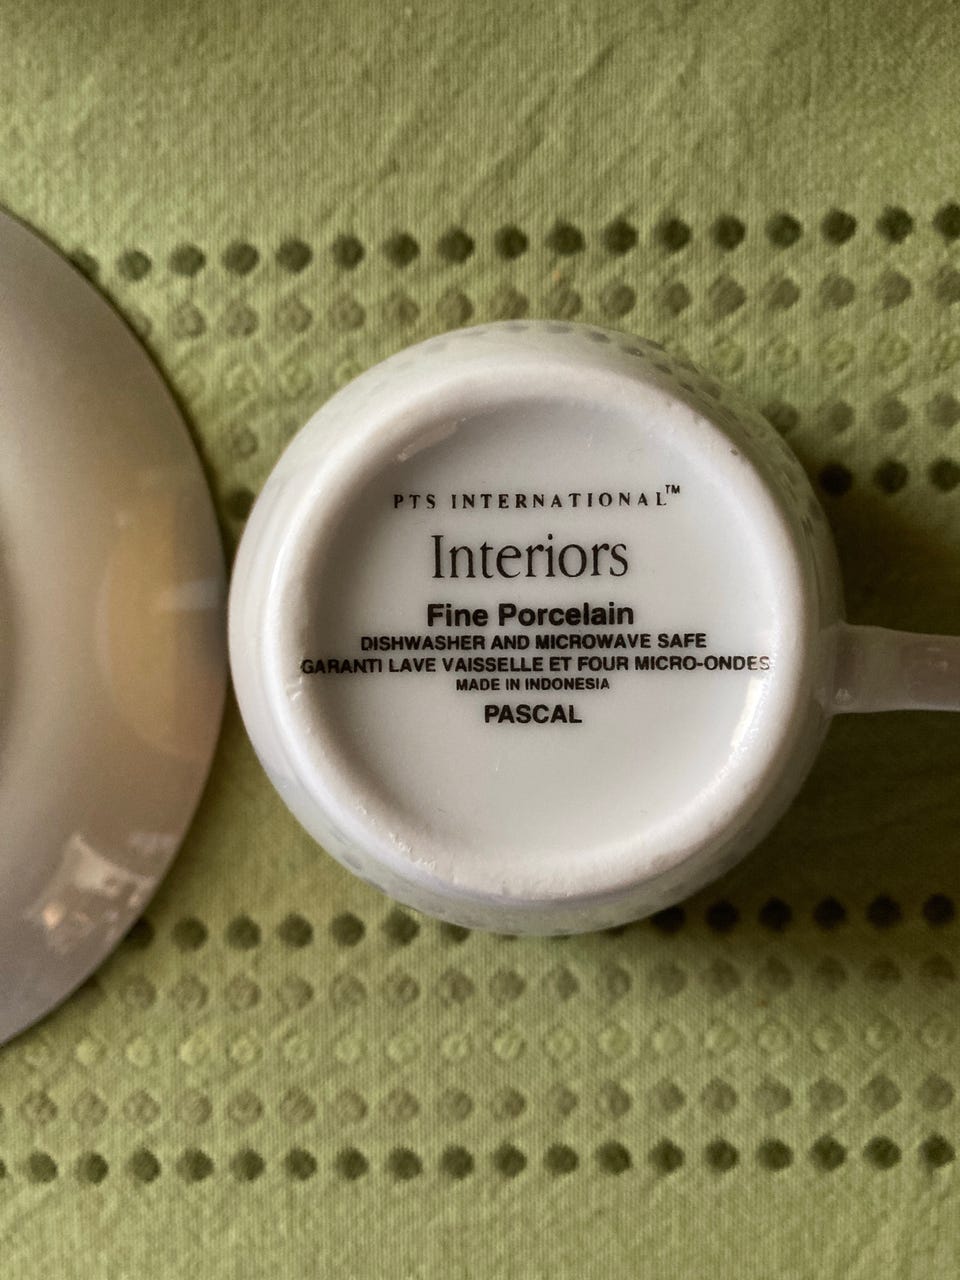 PTS INTERNATIONAL™
Interiors
Fine Porcelain
DISHWASHER AND MICROWAVE SAFE
GARANTI LAVE VAISSELLE ET FOUR MICRO-ONDES
MADE IN INDONESIA
PASCAL